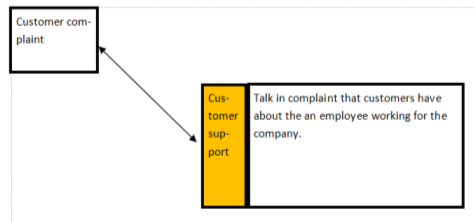 Customer com-
plaint
Cus-
tomer
sup-
port
Talk in complaint that customers have
about the an employee working for the
company.